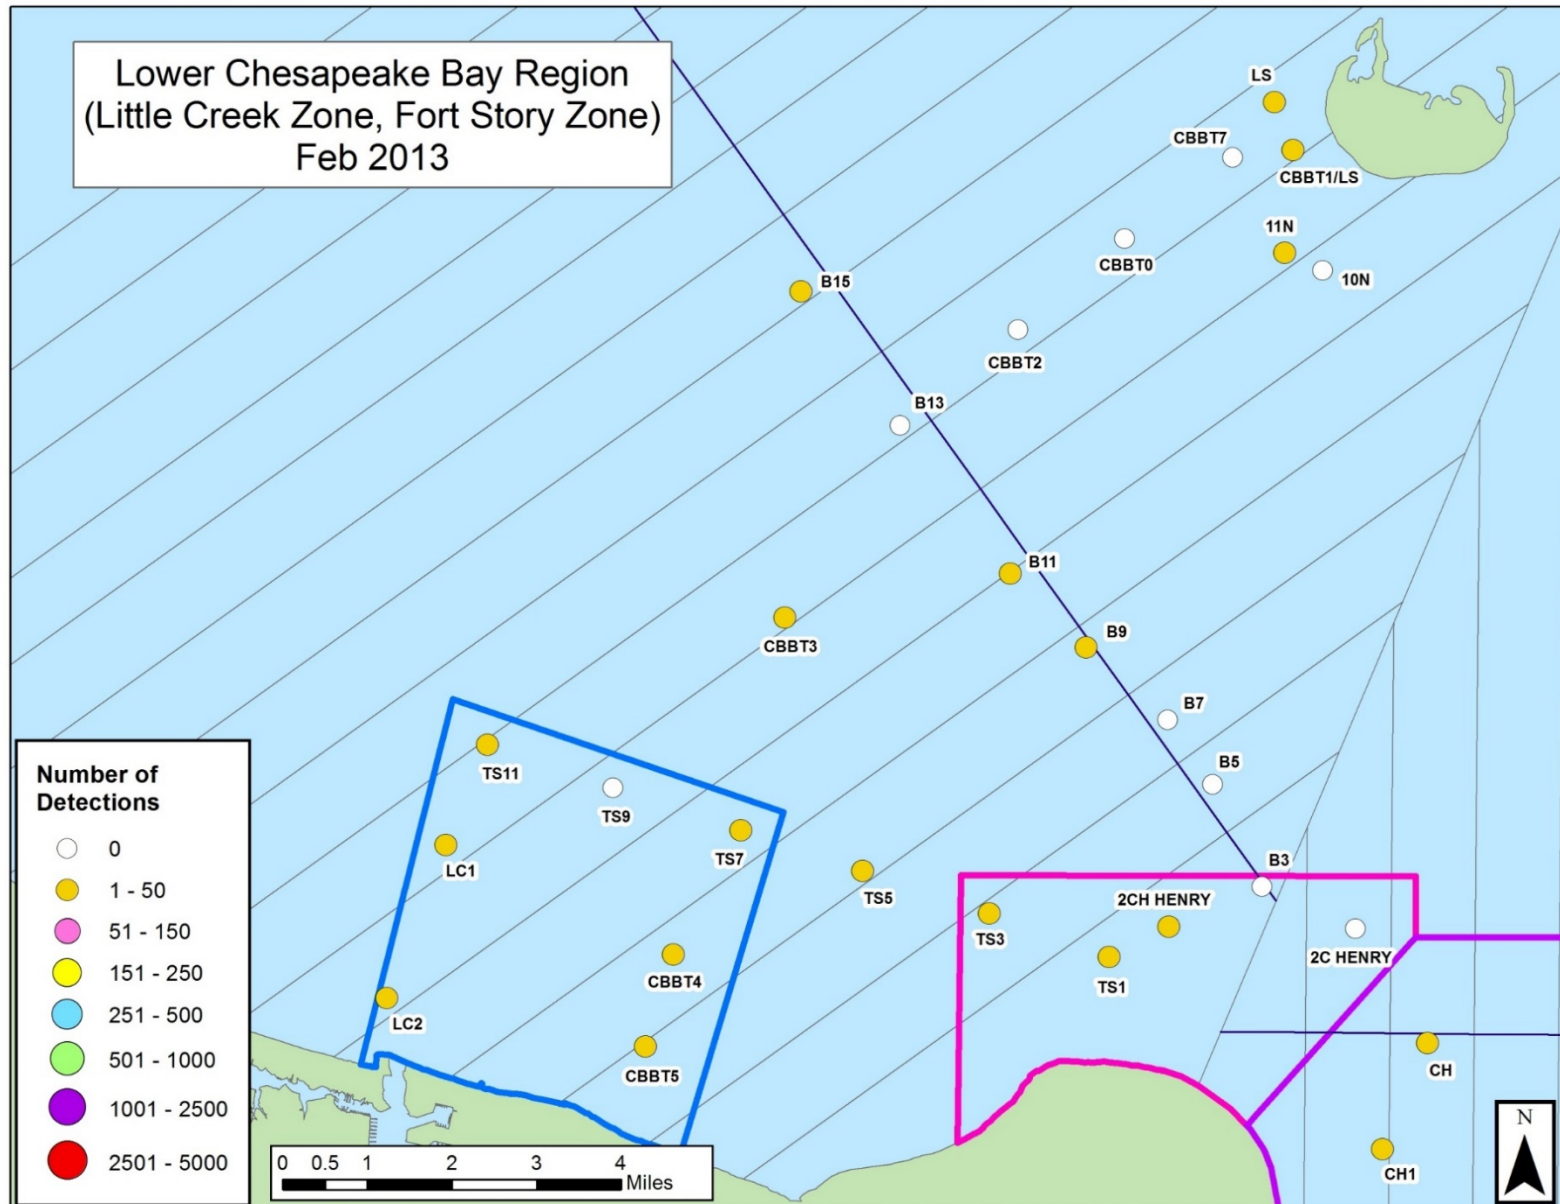 Lower Chesapeake Bay Region
(Little Creek Zone, Fort Story Zone)
Feb 2013
LS
CBBT7
CBBT1/LS
11N
CBBT0
10N
B15
CBBT2
B13
B11
CBBT3
B9
B7
B5
TS11
TS9
TS7
LC1
B3
TS5
2CH HENRY
TS3
2C HENRY
TS1
CBBT4
LC2
CH
CBBT5
CH1
Number of
Detections
0
1 - 50
51 - 150
151 - 250
251 - 500
501 - 1000
1001 - 2500
2501 - 5000
0 0.5 1 2 3 4
Miles
N